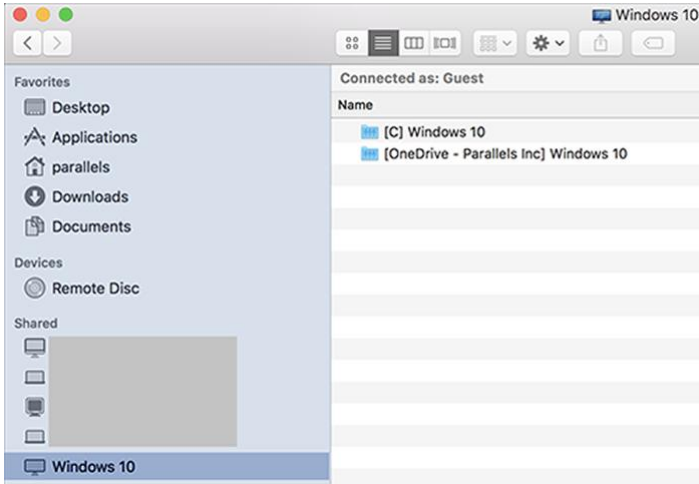 Windows 10
Connected as: Guest
Name
[C] Windows 10
[OneDrive - Parallels Inc] Windows 10
Favorites
Desktop
Applications
parallels
Downloads
Documents
Devices
Remote Disc
Shared
Windows 10